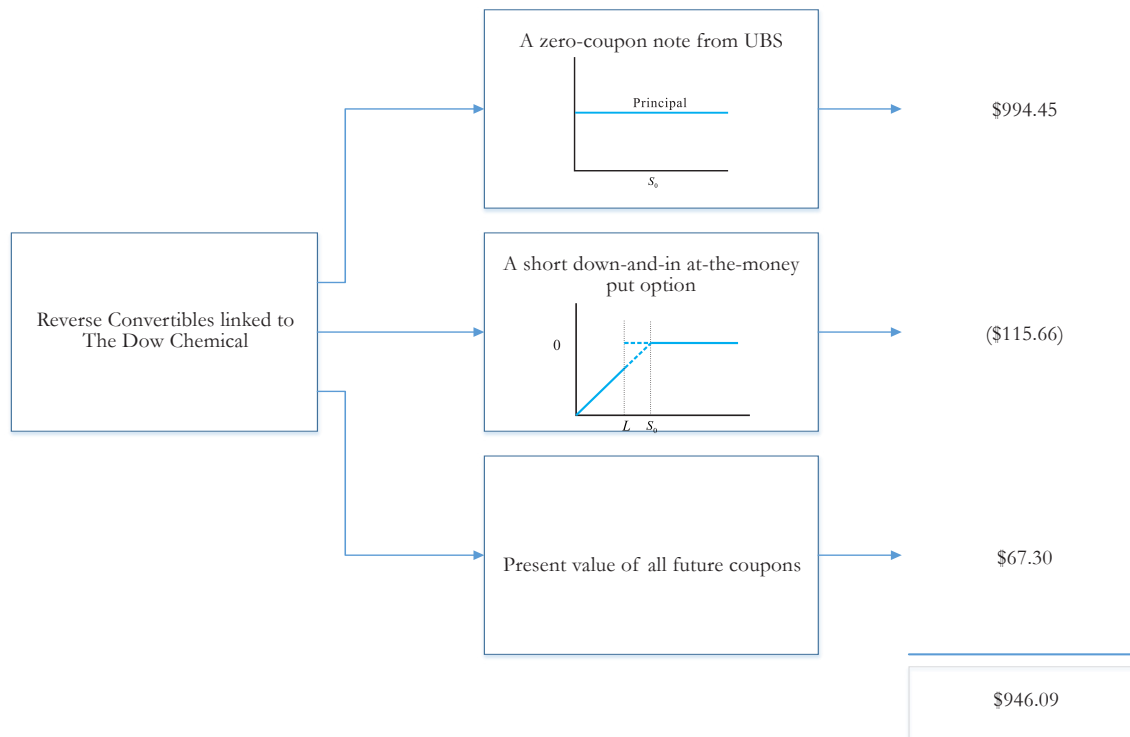 A zero-coupon note from UBS
Principal
S₀
$994.45
Reverse Convertibles linked to
The Dow Chemical
A short down-and-in at-the-money
put option
0
L S₀
($115.66)
Present value of all future coupons
$67.30
$946.09